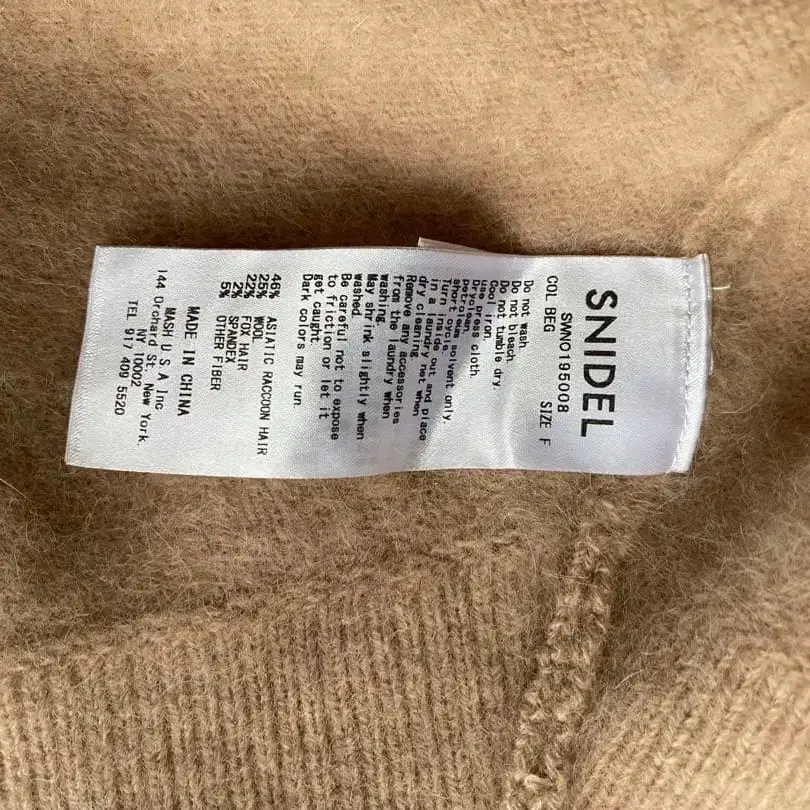 SNIDEL
SWNO195008
COL BEG SIZE F
Do not wash.
Do not bleach.
Do not tumble dry.
Cool iron.
use press cloth.
Dryclean.
petroleum solvent only.
short cycle.
Turn inside out and place
in a laundry net when
dry cleaning.
Remove any accessories
from the laundry when
washing.
May shrink slightly when
washed.
Be careful not to expose
to friction or let it
get caught.
Dark colors may run.
46% ASIATIC RACCOON HAIR
25% WOOL
22% FOX HAIR
2% SPANDEX
5% OTHER FIBER
MADE IN CHINA
MASH U.S.A Inc.
144 Orchard St. New York.
NY 10002
TEL 917 409 5520